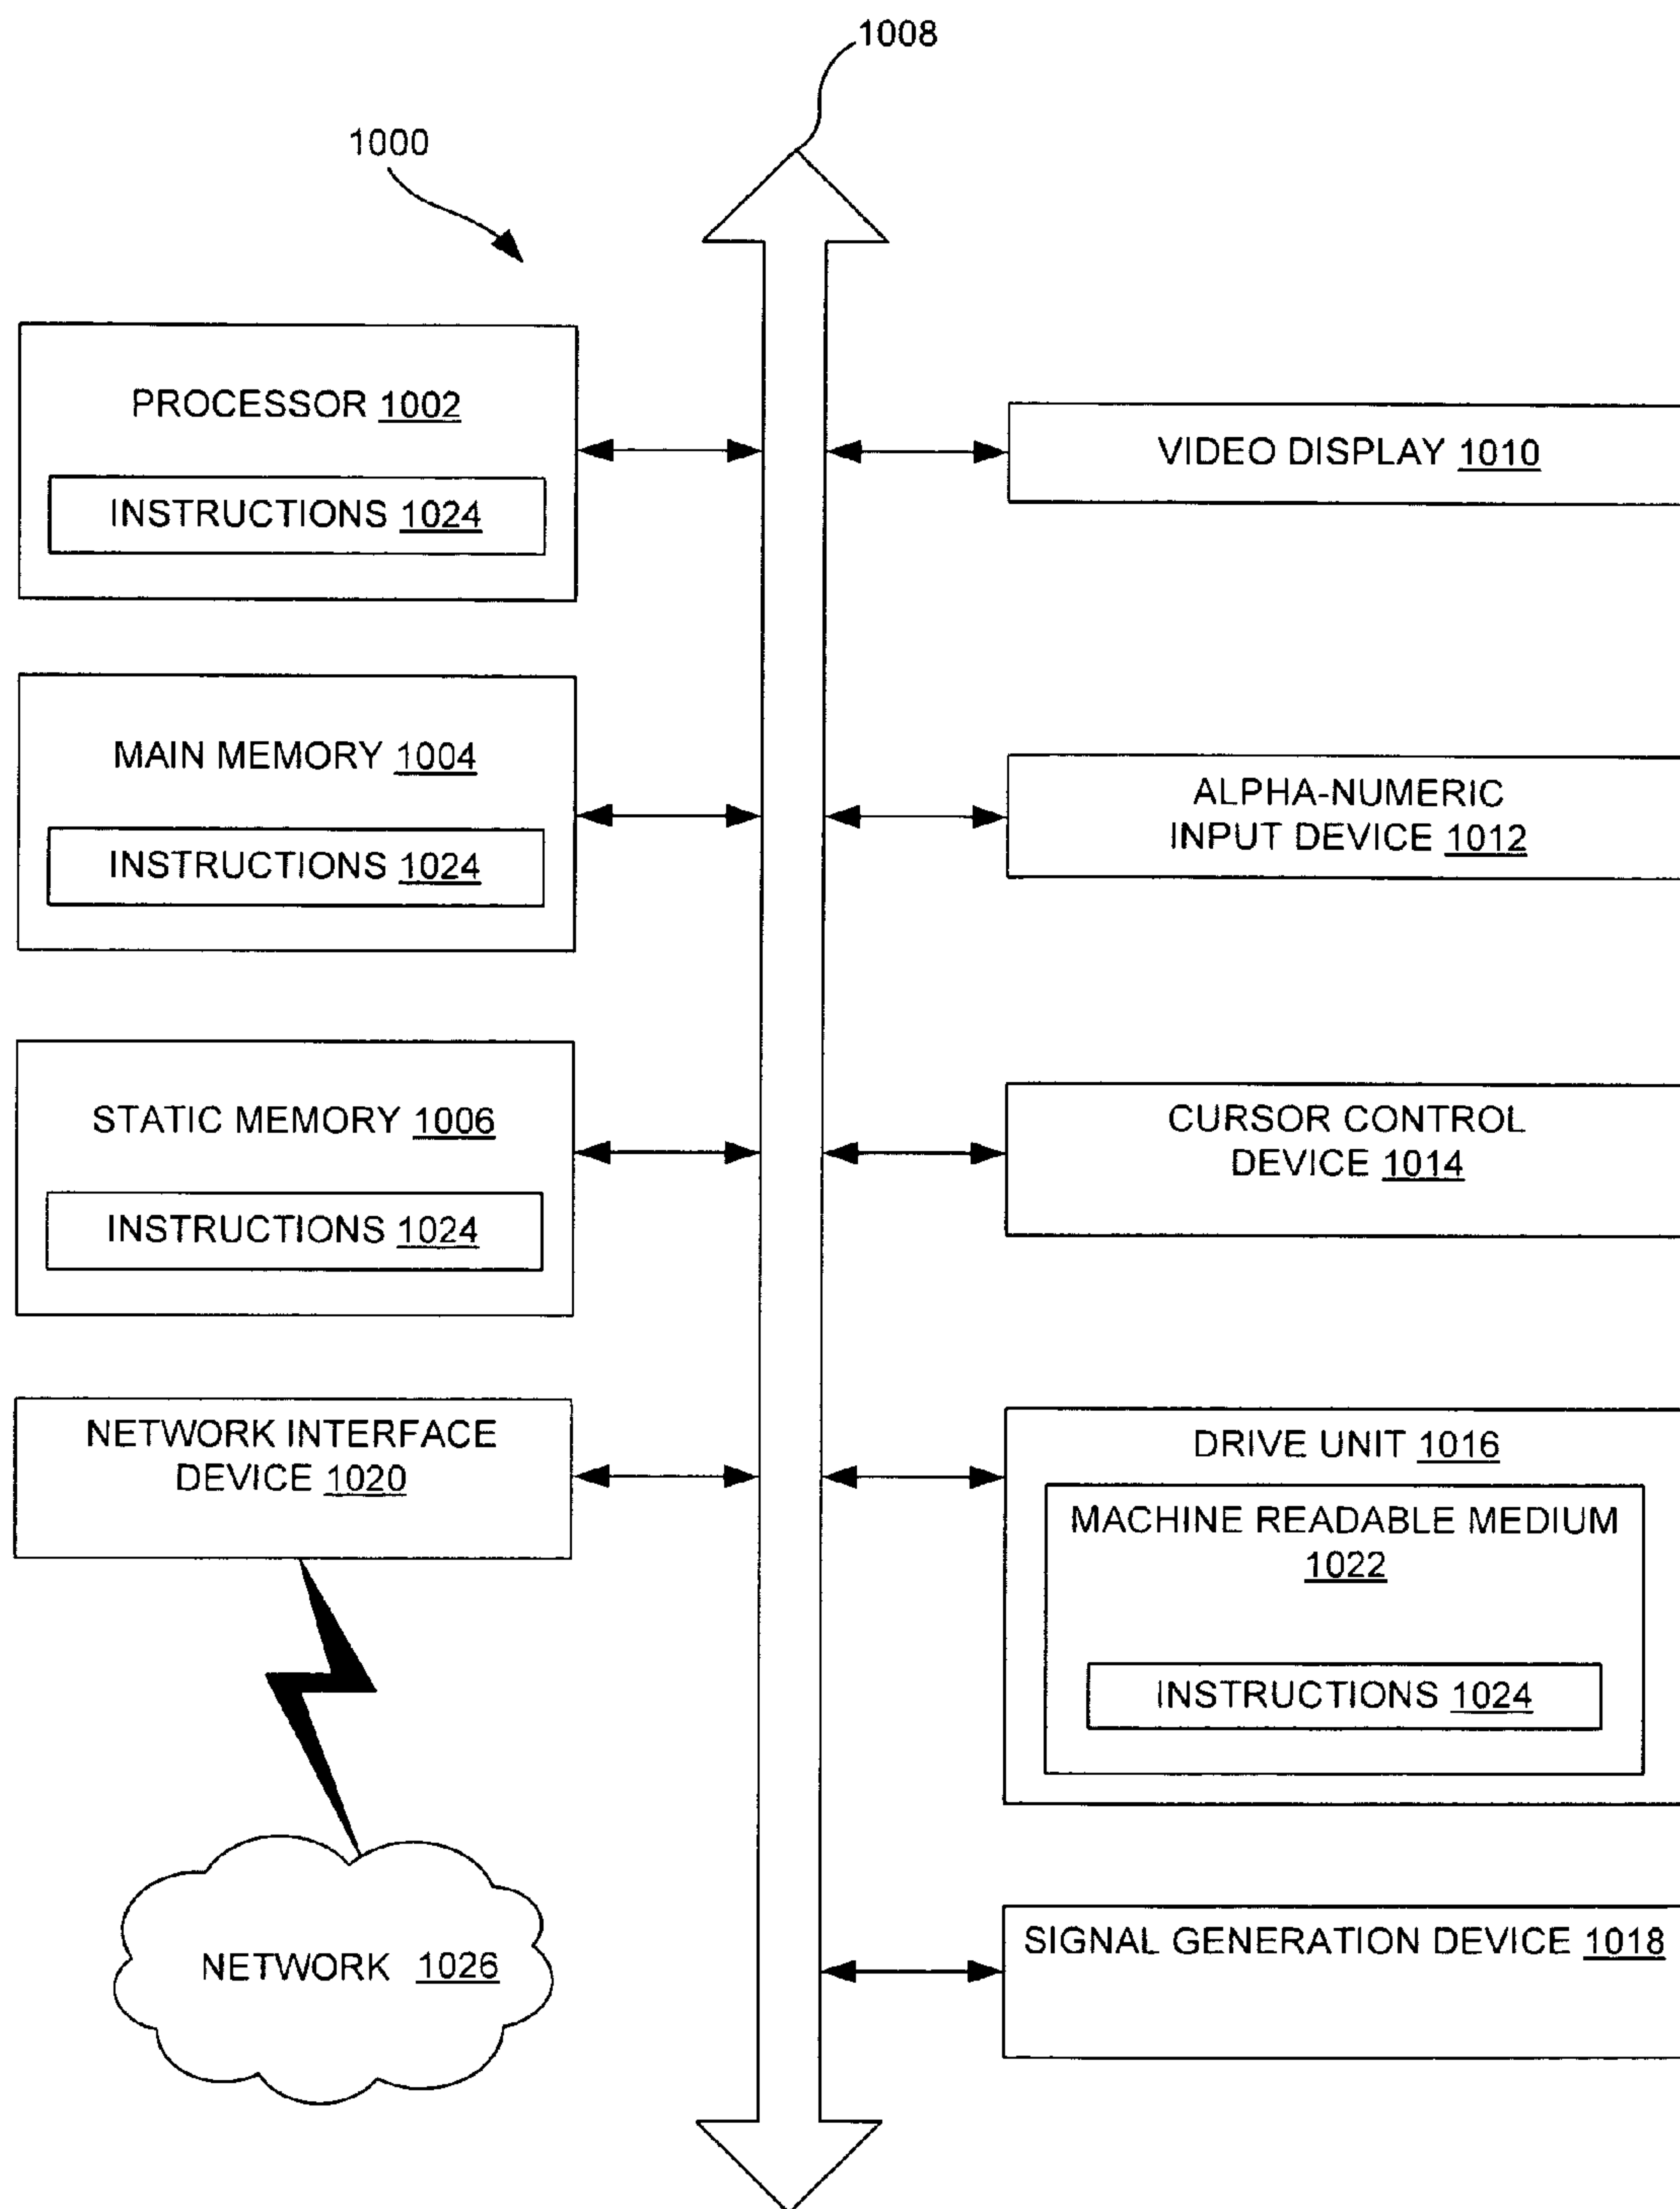 1008
1000
PROCESSOR 1002
INSTRUCTIONS 1024
MAIN MEMORY 1004
INSTRUCTIONS 1024
STATIC MEMORY 1006
INSTRUCTIONS 1024
NETWORK INTERFACE
DEVICE 1020
NETWORK 1026
VIDEO DISPLAY 1010
ALPHA-NUMERIC
INPUT DEVICE 1012
CURSOR CONTROL
DEVICE 1014
DRIVE UNIT 1016
MACHINE READABLE MEDIUM
1022
INSTRUCTIONS 1024
SIGNAL GENERATION DEVICE 1018